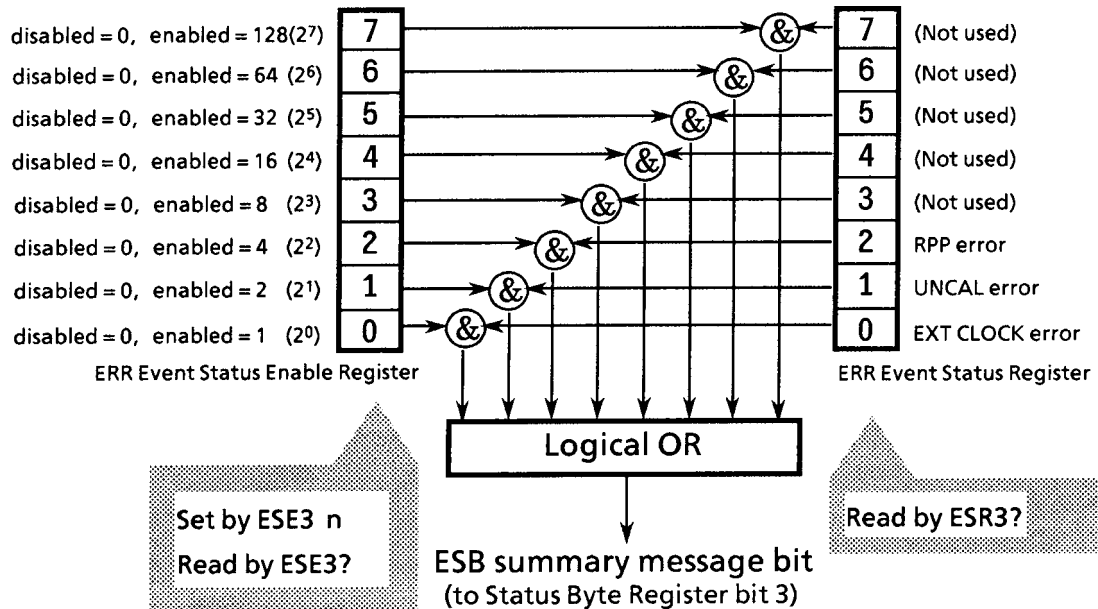 disabled = 0, enabled = 128(2⁷) 7 & 7 (Not used)
disabled = 0, enabled = 64 (2⁶) 6 & 6 (Not used)
disabled = 0, enabled = 32 (2⁵) 5 & 5 (Not used)
disabled = 0, enabled = 16 (2⁴) 4 & 4 (Not used)
disabled = 0, enabled = 8 (2³) 3 & 3 (Not used)
disabled = 0, enabled = 4 (2²) 2 & 2 RPP error
disabled = 0, enabled = 2 (2¹) 1 & 1 UNCAL error
disabled = 0, enabled = 1 (2⁰) 0 & 0 EXT CLOCK error
ERR Event Status Enable Register
ERR Event Status Register
Logical OR
Set by ESE3 n
Read by ESE3?
Read by ESR3?
ESB summary message bit
(to Status Byte Register bit 3)